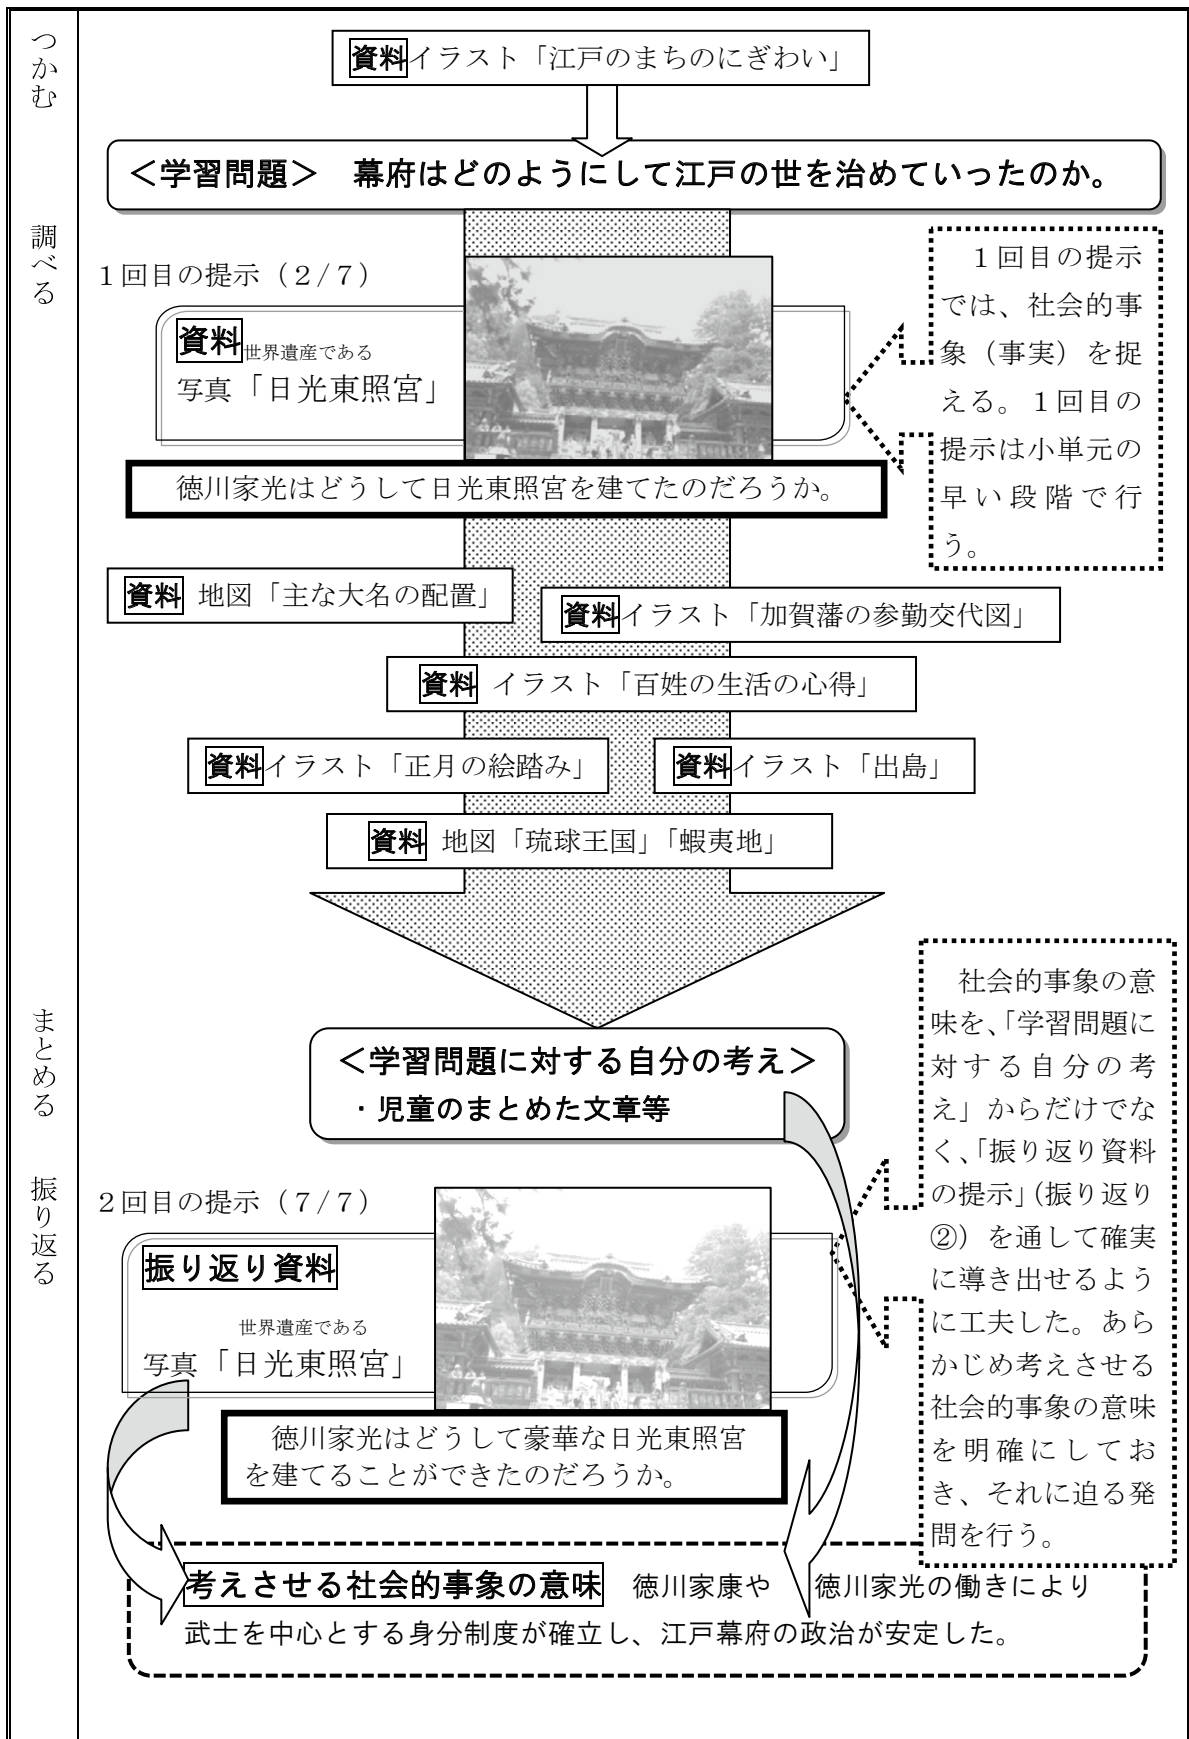 つかむ
資料イラスト「江戸のまちのにぎわい」
＜学習問題＞　幕府はどのようにして江戸の世を治めていったのか。
調べる
１回目の提示（２/７）
資料世界遺産である
写真「日光東照宮」
徳川家光はどうして日光東照宮を建てたのだろうか。
１回目の提示
では、社会的事
象（事実）を捉
える。１回目の
提示は小単元の
早い段階で行
う。
資料 地図「主な大名の配置」
資料イラスト「加賀藩の参勤交代図」
資料 イラスト「百姓の生活の心得」
資料イラスト「正月の絵踏み」
資料イラスト「出島」
資料 地図「琉球王国」「蝦夷地」
まとめる
＜学習問題に対する自分の考え＞
・児童のまとめた文章等
社会的事象の意
味を、「学習問題に
対する自分の考
え」からだけでな
く、「振り返り資料
の提示」（振り返り
②）を通して確実
に導き出せるよう
に工夫した。あら
かじめ考えさせる
社会的事象の意味
を明確にしてお
き、それに迫る発
問を行う。
振り返る
２回目の提示（７/７）
振り返り資料
世界遺産である
写真「日光東照宮」
徳川家光はどうして豪華な日光東照宮
を建てることができたのだろうか。
考えさせる社会的事象の意味　徳川家康や　徳川家光の働きにより
武士を中心とする身分制度が確立し、江戸幕府の政治が安定した。